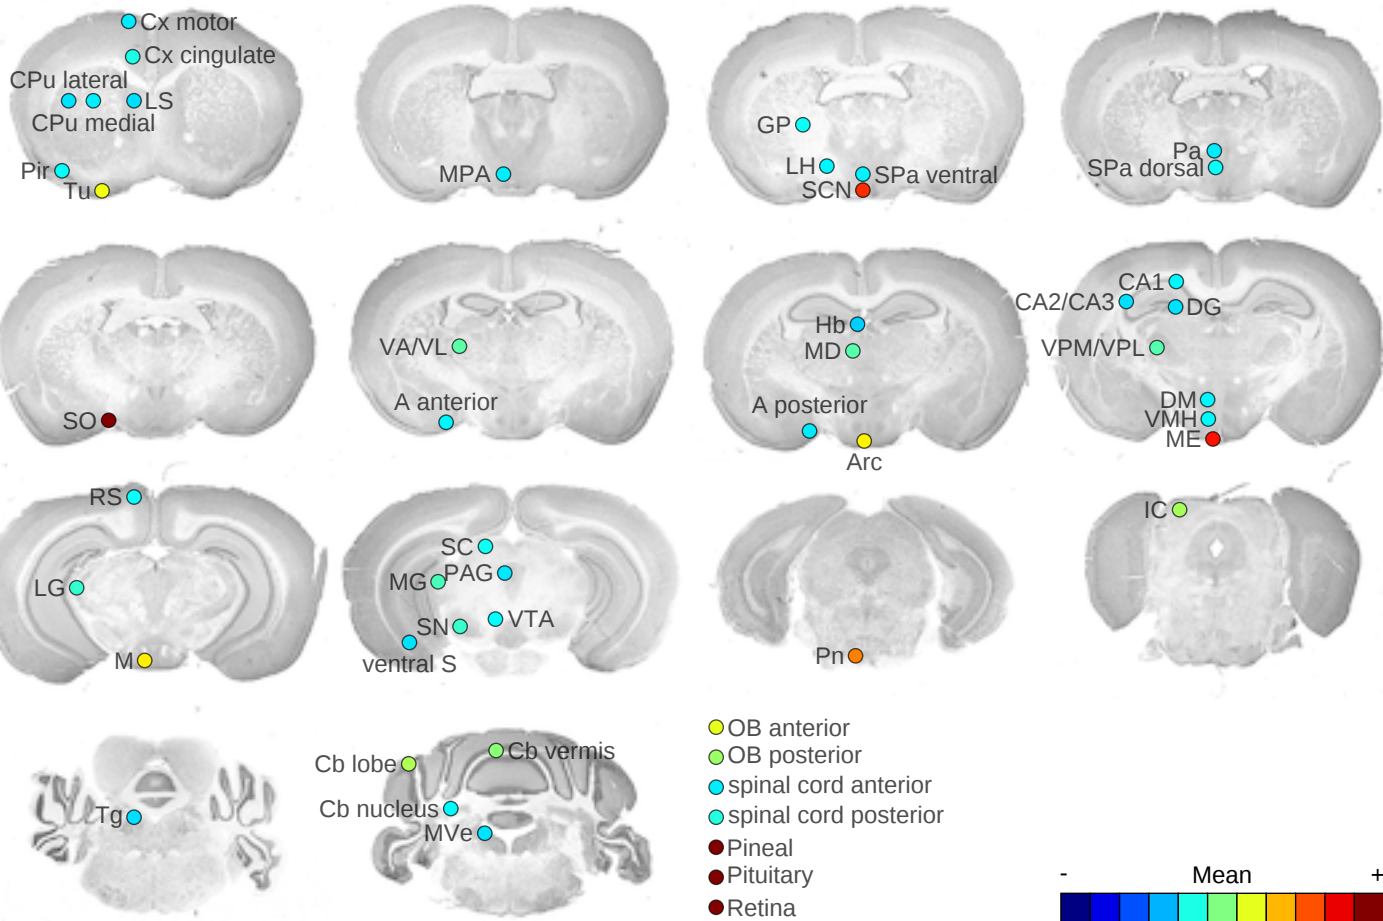 Cx motor
Cx cingulate
CPu lateral
LS
CPu medial
Pir
Tu
MPA
GP
LH
SPa ventral
SCN
Pa
SPa dorsal
SO
VA/VL
A anterior
Hb
MD
A posterior
Arc
CA1
CA2/CA3
DG
VPM/VPL
DM
VMH
ME
RS
LG
M
SC
MG
PAG
SN
VTA
ventral S
Pn
IC
Tg
Cb lobe
Cb vermis
Cb nucleus
MVe
OB anterior
OB posterior
spinal cord anterior
spinal cord posterior
Pineal
Pituitary
Retina
- Mean +